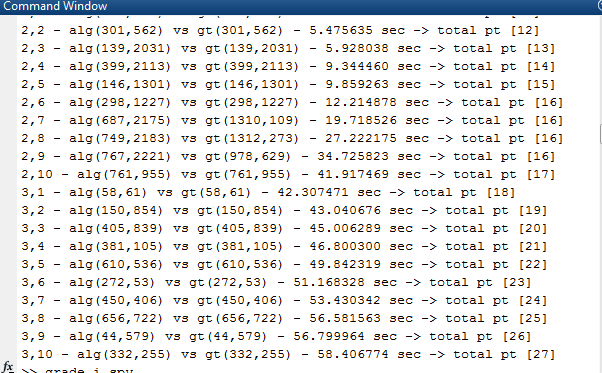 Command Window
2,2 - alg(301,562) vs gt(301,562) - 5.475635 sec -> total pt [12]
2,3 - alg(139,2031) vs gt(139,2031) - 5.928038 sec -> total pt [13]
2,4 - alg(399,2113) vs gt(399,2113) - 9.344460 sec -> total pt [14]
2,5 - alg(146,1301) vs gt(146,1301) - 9.859263 sec -> total pt [15]
2,6 - alg(298,1227) vs gt(298,1227) - 12.214878 sec -> total pt [16]
2,7 - alg(687,2175) vs gt(1310,109) - 19.718526 sec -> total pt [16]
2,8 - alg(749,2183) vs gt(1312,273) - 27.222175 sec -> total pt [16]
2,9 - alg(767,2221) vs gt(978,629) - 34.725823 sec -> total pt [16]
2,10 - alg(761,955) vs gt(761,955) - 41.917469 sec -> total pt [17]
3,1 - alg(58,61) vs gt(58,61) - 42.307471 sec -> total pt [18]
3,2 - alg(150,854) vs gt(150,854) - 43.040676 sec -> total pt [19]
3,3 - alg(405,839) vs gt(405,839) - 45.006289 sec -> total pt [20]
3,4 - alg(381,105) vs gt(381,105) - 46.800300 sec -> total pt [21]
3,5 - alg(610,536) vs gt(610,536) - 49.842319 sec -> total pt [22]
3,6 - alg(272,53) vs gt(272,53) - 51.168328 sec -> total pt [23]
3,7 - alg(450,406) vs gt(450,406) - 53.430342 sec -> total pt [24]
3,8 - alg(656,722) vs gt(656,722) - 56.581563 sec -> total pt [25]
3,9 - alg(44,579) vs gt(44,579) - 56.799964 sec -> total pt [26]
3,10 - alg(332,255) vs gt(332,255) - 58.406774 sec -> total pt [27]
fx >> grade i spy